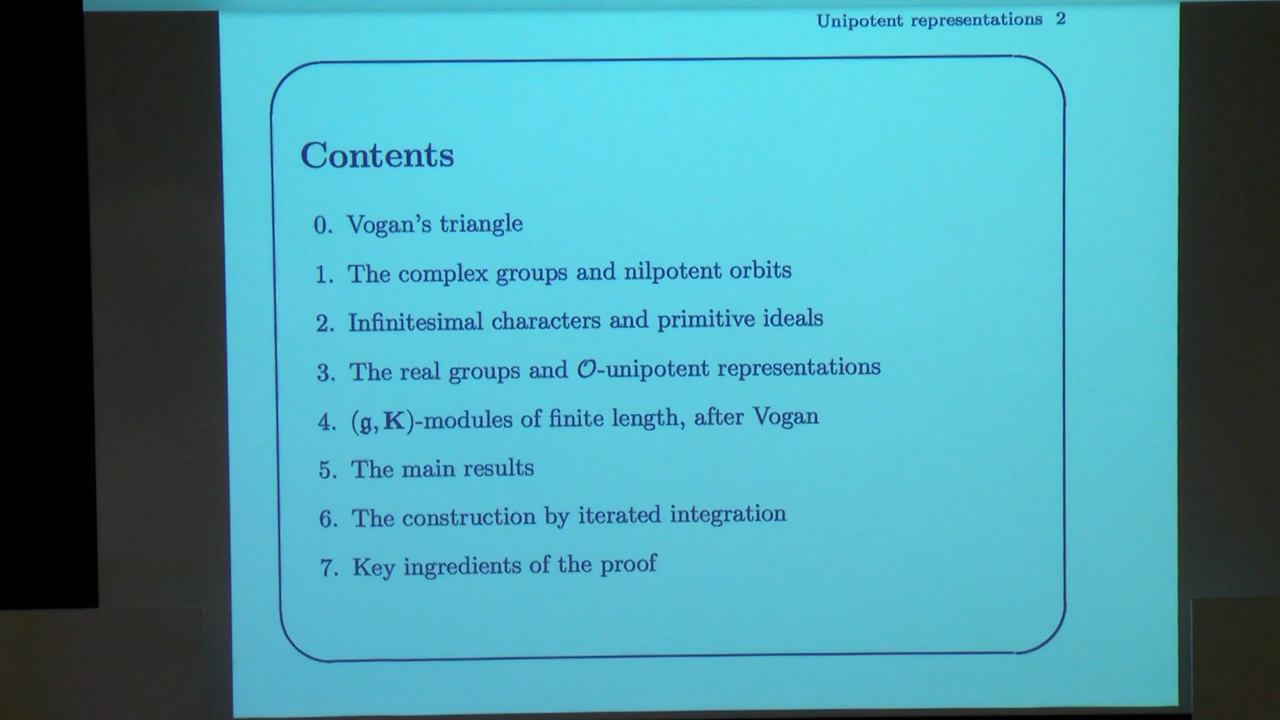 Unipotent representations 2
Contents
0. Vogan's triangle
1. The complex groups and nilpotent orbits
2. Infinitesimal characters and primitive ideals
3. The real groups and 𝒪-unipotent representations
4. (𝔤, 𝐊)-modules of finite length, after Vogan
5. The main results
6. The construction by iterated integration
7. Key ingredients of the proof